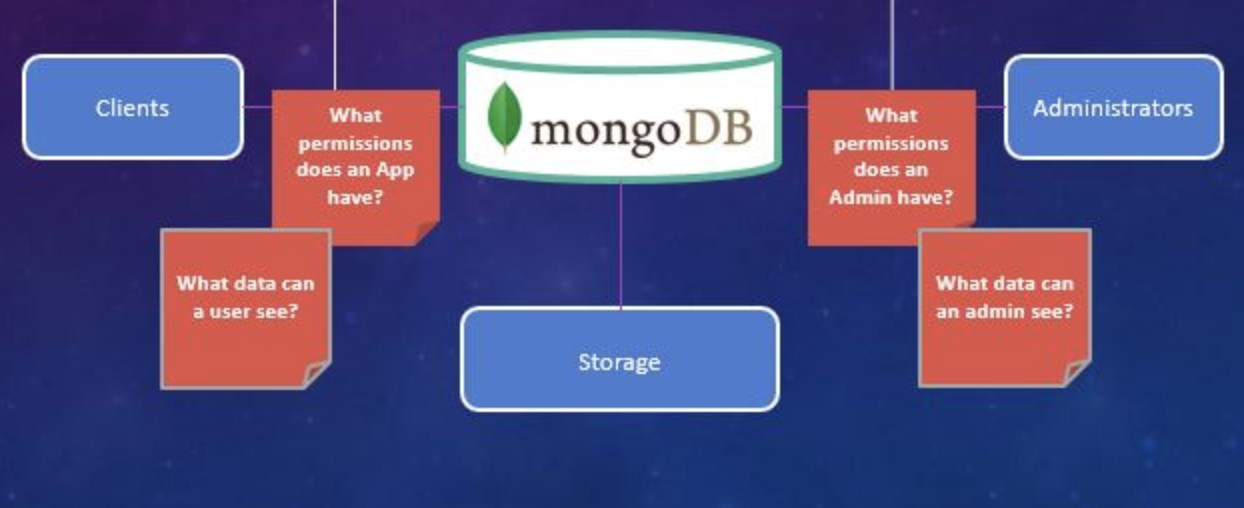 Clients
What
permissions
does an App
have?
What data can
a user see?
mongoDB
What
permissions
does an
Admin have?
What data can
an admin see?
Administrators
Storage